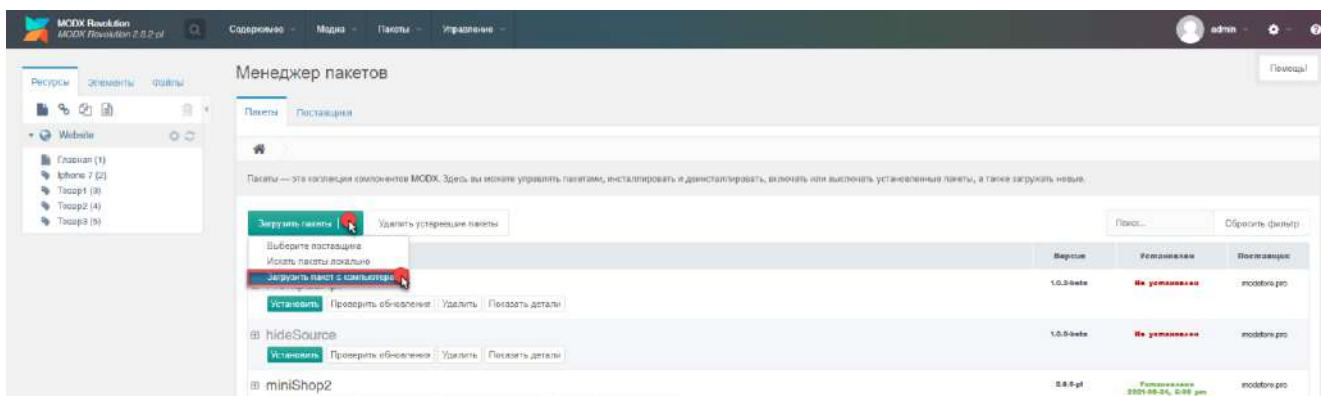 MODX Revolution
MODX Revolution 2.8.2-pl
Содержимое
Медиа
Пакеты
Управление
admin
Ресурсы
Элементы
Файлы
Менеджер пакетов
Помощь!
Пакеты
Поставщики
Website
Главная (1)
Iphone 7 (2)
Товар1 (3)
Товар2 (4)
Товар3 (5)
Пакеты — это коллекция компонентов MODX. Здесь вы можете управлять пакетами, инсталлировать и деинсталлировать, включать или выключать установленные пакеты, а также загружать новые.
Загрузить пакеты
Удалить устаревшие пакеты
Поиск...
Сбросить фильтр
Выберите поставщика
Искать пакеты локально
Загрузить пакет с компьютера
Версия
Установлен
Поставщик
Не установлен
modstore.pro
Установить
Проверить обновления
Удалить
Показать детали
hideSource
1.0.0-beta
Не установлен
modstore.pro
Установить
Проверить обновления
Удалить
Показать детали
miniShop2
modstore.pro